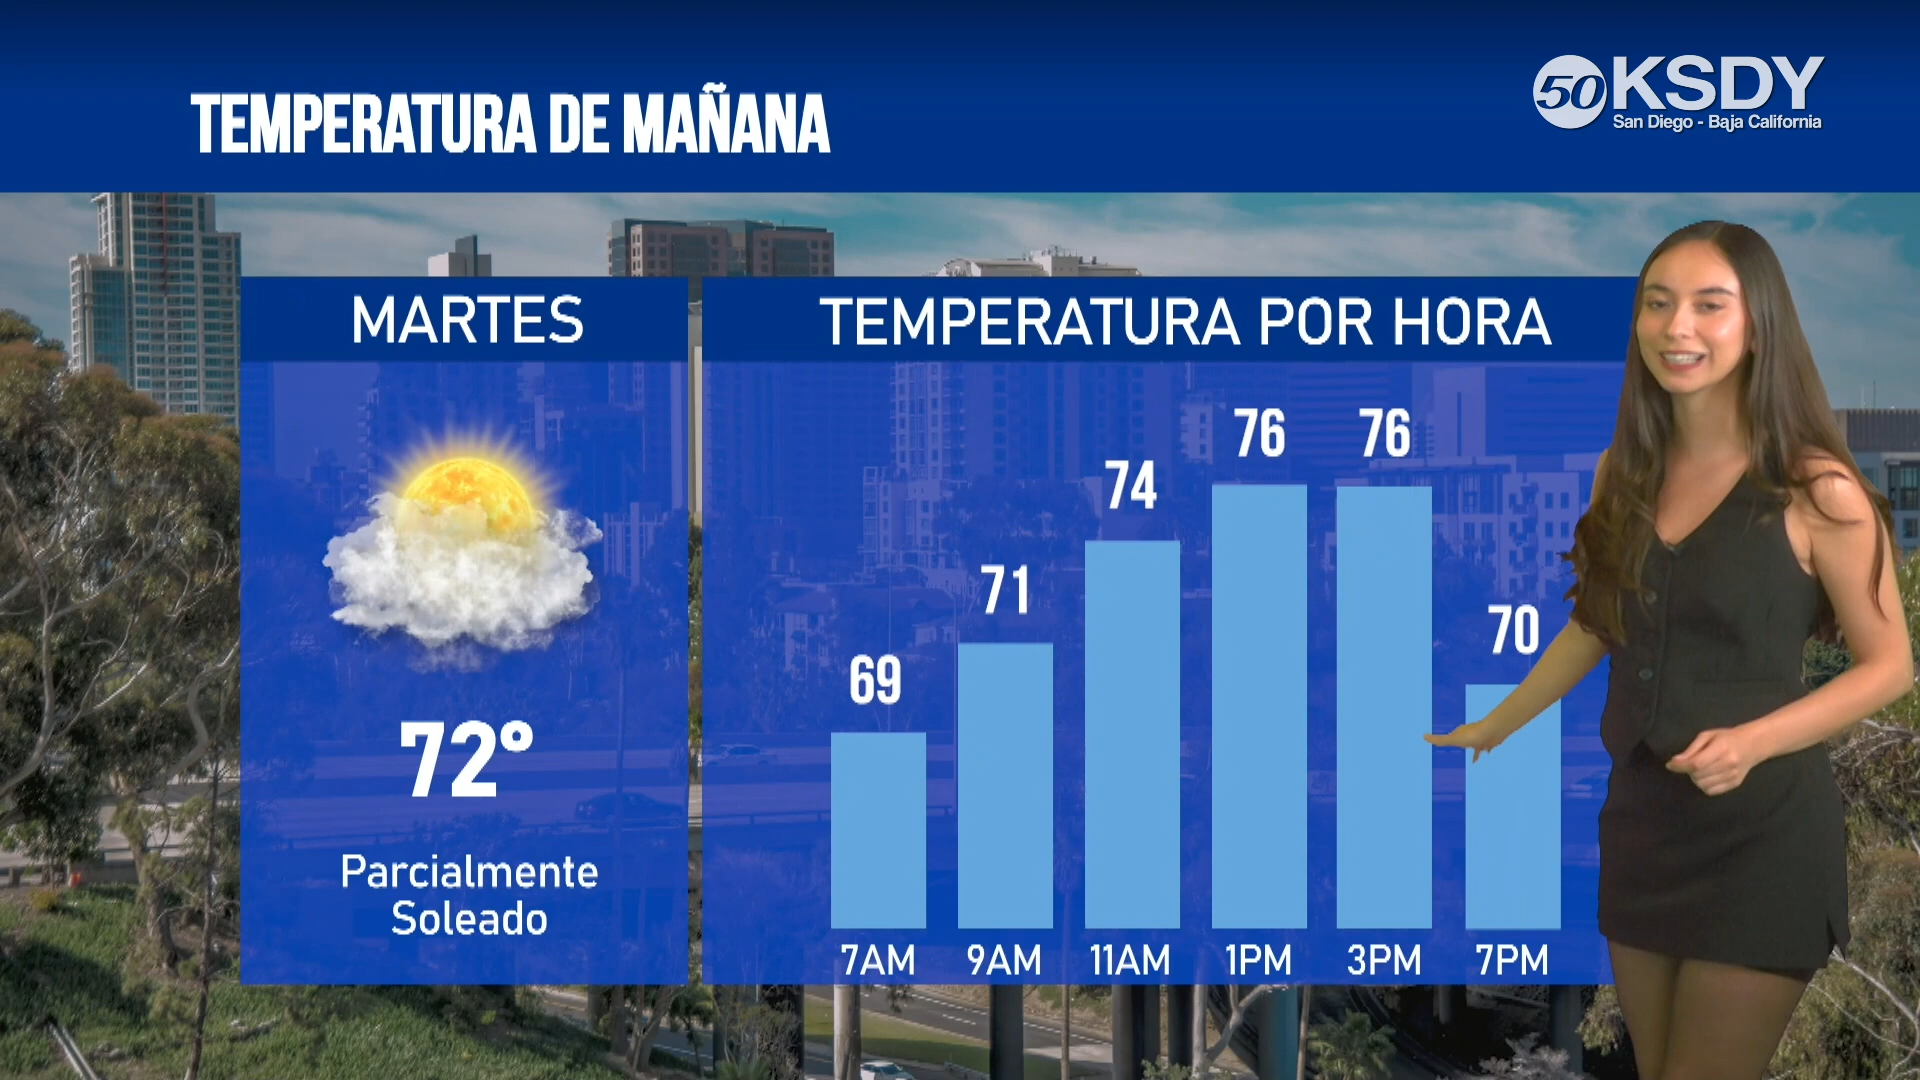 TEMPERATURA DE MAÑANA
50 KSDY
San Diego - Baja California
MARTES
72°
Parcialmente
Soleado
TEMPERATURA POR HORA
69 71 74 76 76 70
7AM 9AM 11AM 1PM 3PM 7PM